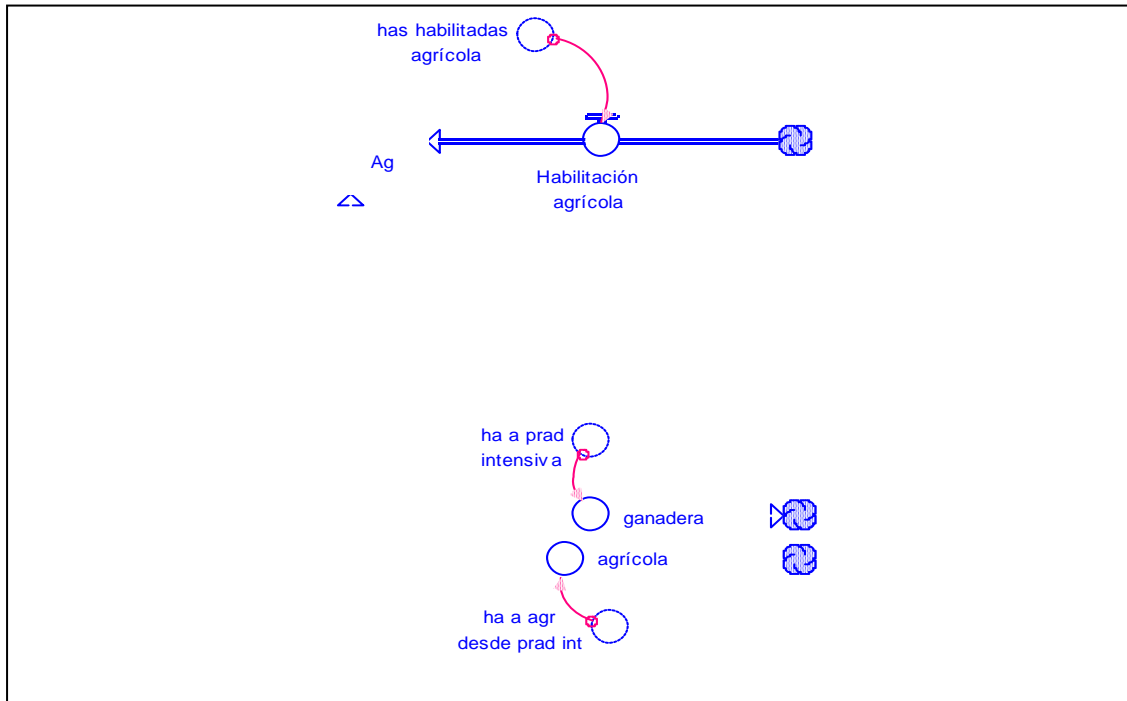 has habilitadas
agrícola
Ag
Habilitación
agrícola
ha a prad
intensiva
ganadera
agrícola
ha a agr
desde prad int